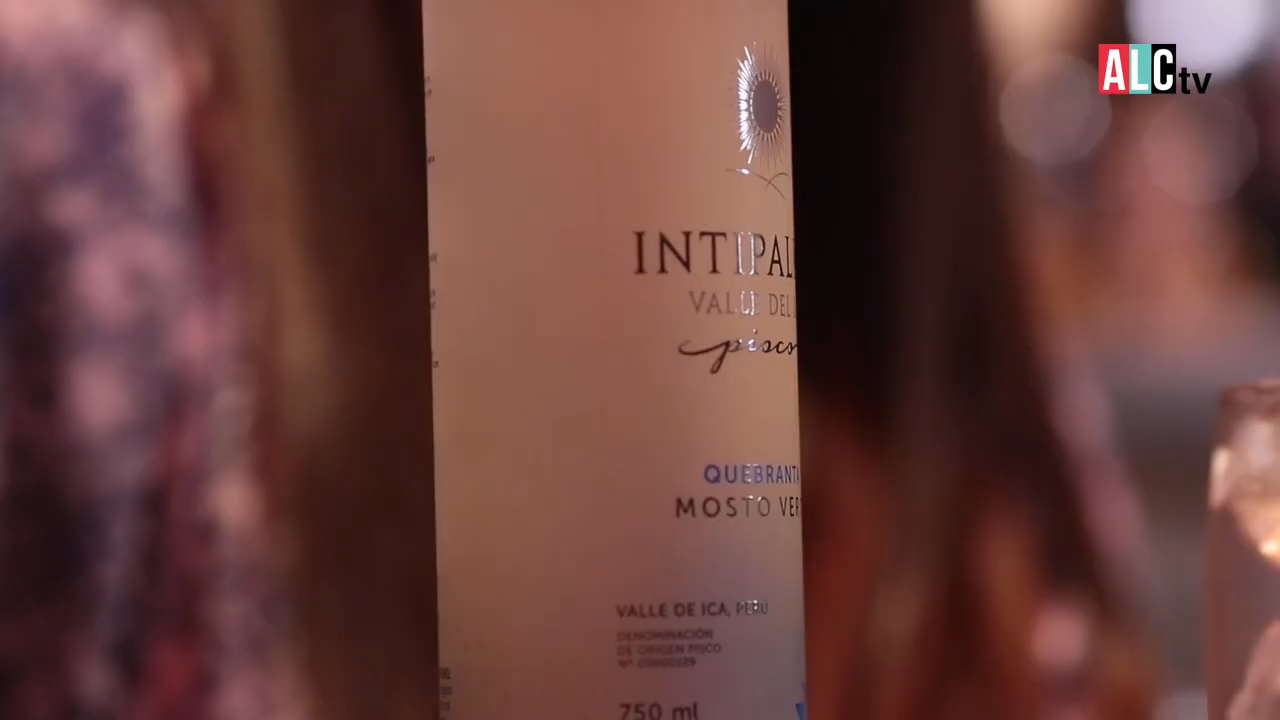 ALCtv
INTIPAL
VALLE DEL
pisco
QUEBRANTA
MOSTO VER
VALLE DE ICA, PERU
DENOMINACIÓN
DE ORIGEN PISCO
750 ml